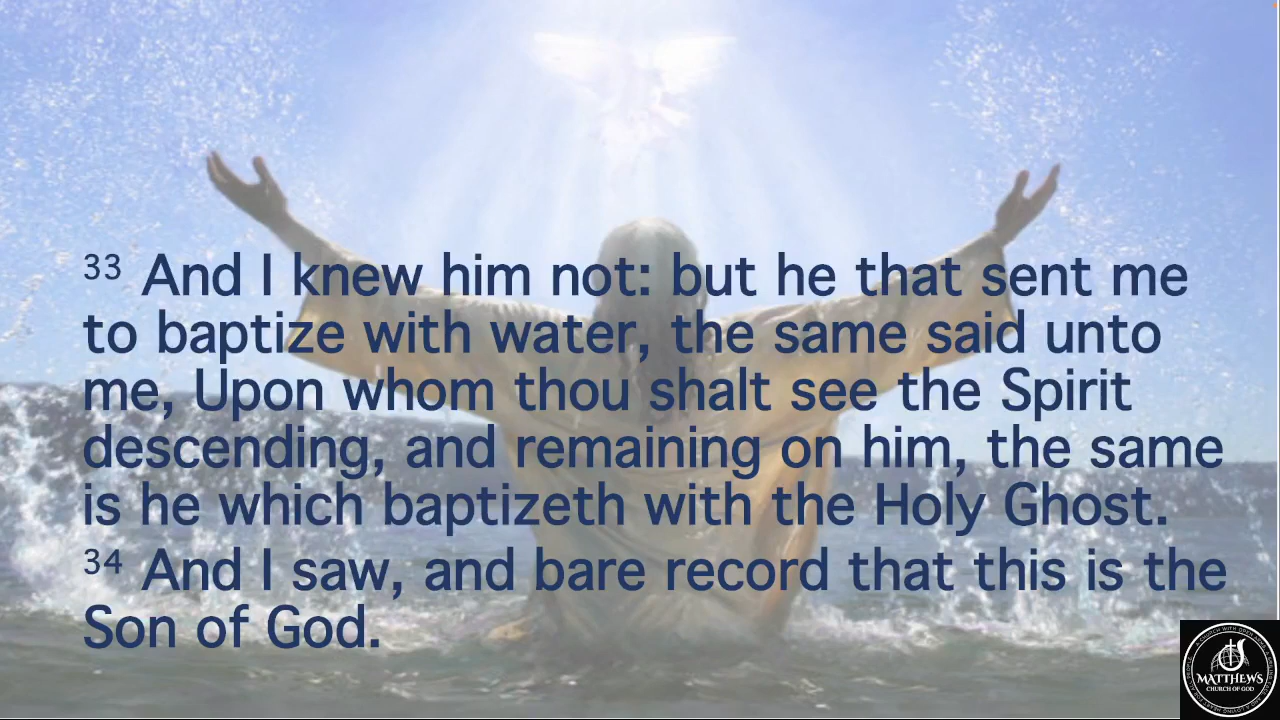 33 And I knew him not: but he that sent me
to baptize with water, the same said unto
me, Upon whom thou shalt see the Spirit
descending, and remaining on him, the same
is he which baptizeth with the Holy Ghost.
34 And I saw, and bare record that this is the
Son of God.
MATTHEWS
CHURCH OF GOD